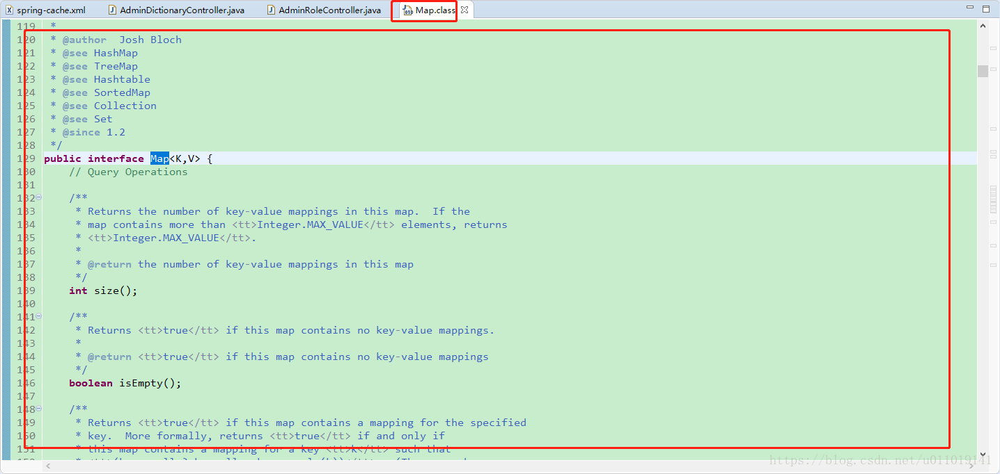 spring-cache.xml AdminDictionaryController.java AdminRoleController.java Map.class
119 *
120 * @author Josh Bloch
121 * @see HashMap
122 * @see TreeMap
123 * @see Hashtable
124 * @see SortedMap
125 * @see Collection
126 * @see Set
127 * @since 1.2
128 */
129 public interface Map<K,V> {
130 // Query Operations
131
132 /**
133 * Returns the number of key-value mappings in this map. If the
134 * map contains more than <tt>Integer.MAX_VALUE</tt> elements, returns
135 * <tt>Integer.MAX_VALUE</tt>.
136 *
137 * @return the number of key-value mappings in this map
138 */
139 int size();
140
141 /**
142 * Returns <tt>true</tt> if this map contains no key-value mappings.
143 *
144 * @return <tt>true</tt> if this map contains no key-value mappings
145 */
146 boolean isEmpty();
147
148 /**
149 * Returns <tt>true</tt> if this map contains a mapping for the specified
150 * key. More formally, returns <tt>true</tt> if and only if
151 * this map contains a mapping for a key <tt>k</tt> such that
https://blog.csdn.net/u011019141